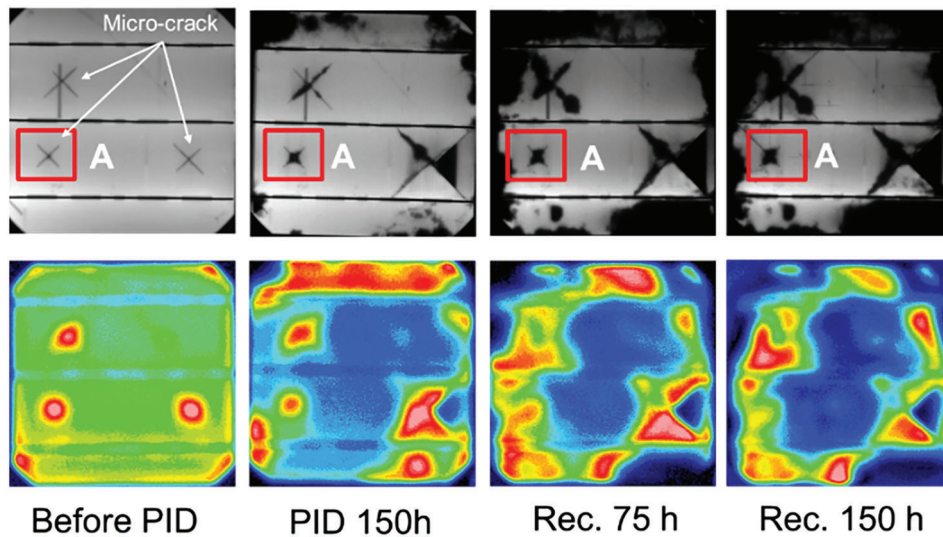 Micro-crack
A
A
A
A
Before PID
PID 150h
Rec. 75 h
Rec. 150 h